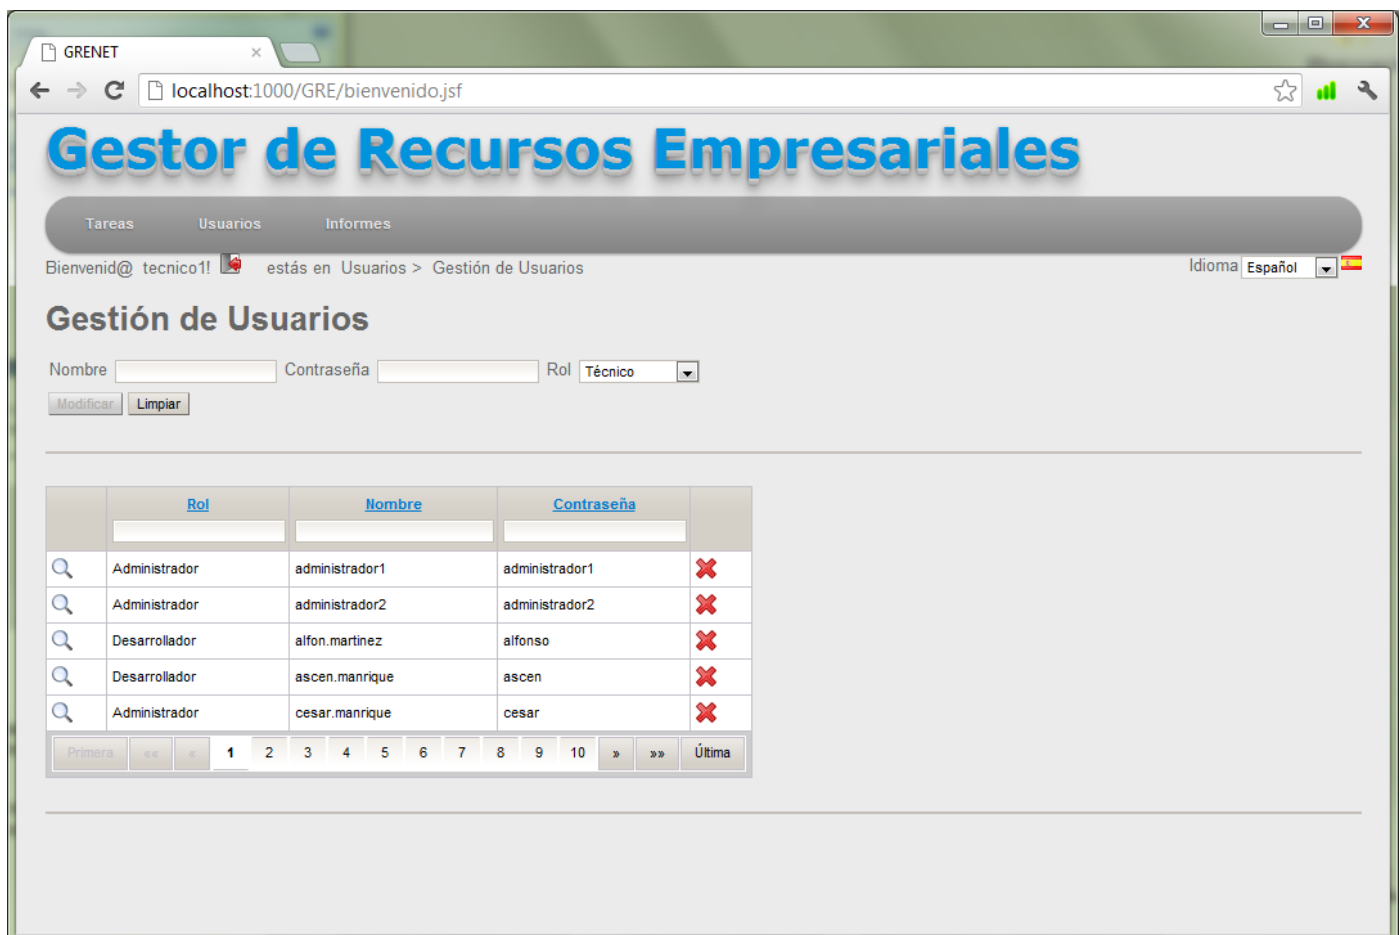 GRENET
localhost:1000/GRE/bienvenido.jsf
Gestor de Recursos Empresariales
Tareas Usuarios Informes
Bienvenid@ tecnico1! estás en Usuarios > Gestión de Usuarios Idioma Español
Gestión de Usuarios
Nombre Contraseña Rol Técnico
Modificar Limpiar
Rol Nombre Contraseña
Administrador administrador1 administrador1
Administrador administrador2 administrador2
Desarrollador alfon.martinez alfonso
Desarrollador ascen.manrique ascen
Administrador cesar.manrique cesar
Primera «« « 1 2 3 4 5 6 7 8 9 10 » »» Última